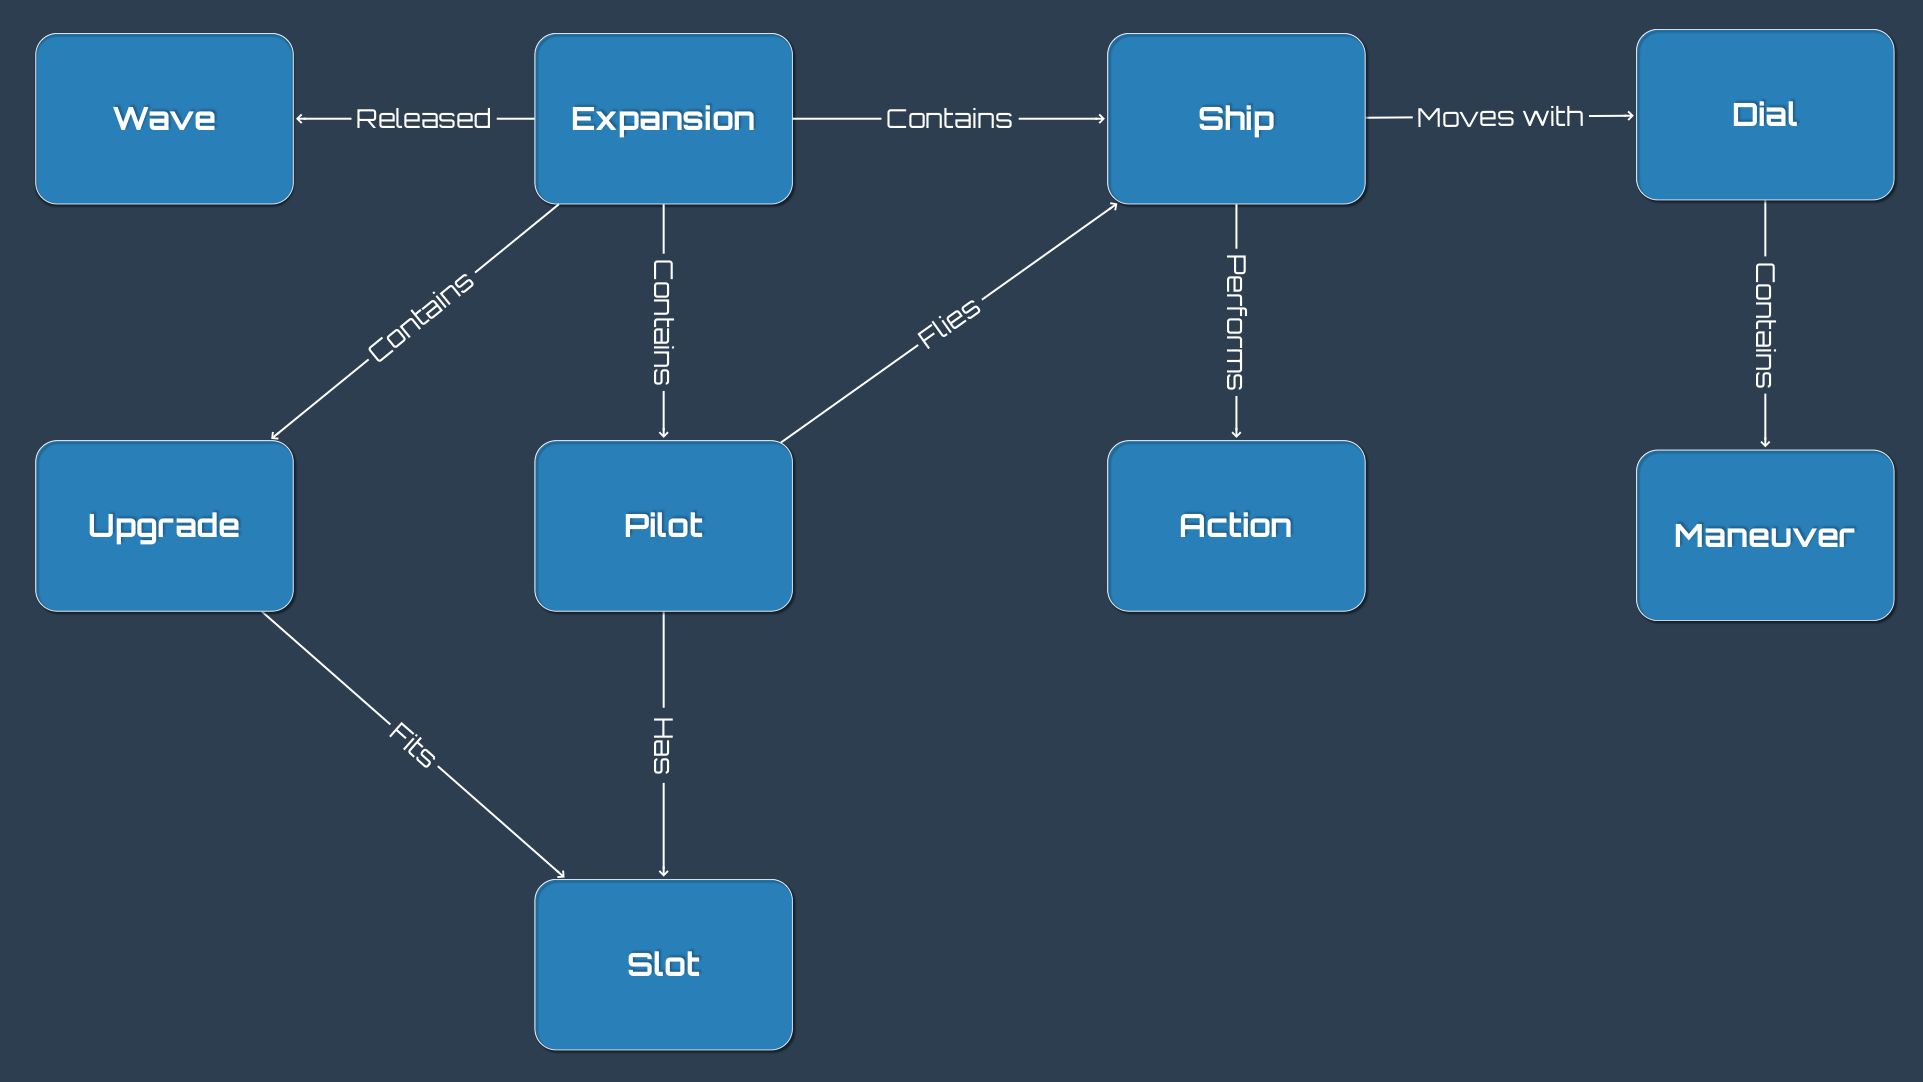 Wave
Released
Expansion
Contains
Ship
Moves with
Dial
Contains
Contains
Flies
Performs
Contains
Upgrade
Pilot
Action
Maneuver
Fits
Has
Slot